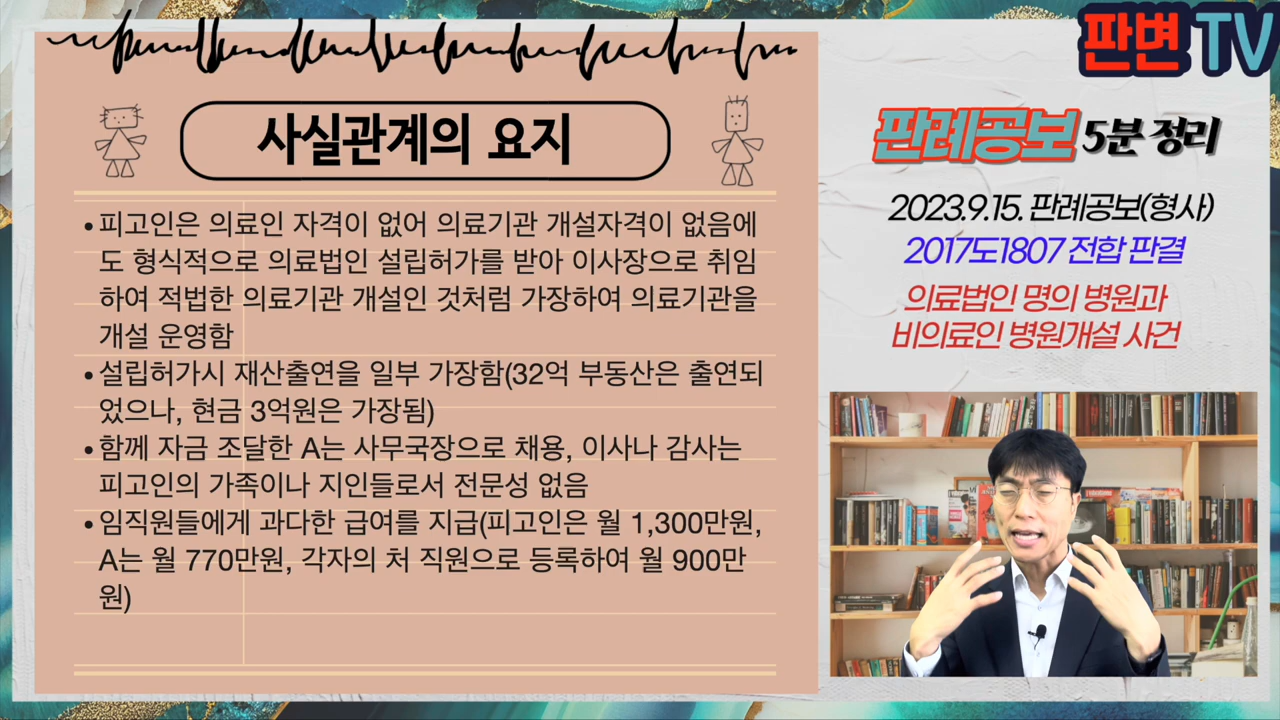 판변 TV
사실관계의 요지
• 피고인은 의료인 자격이 없어 의료기관 개설자격이 없음에
도 형식적으로 의료법인 설립허가를 받아 이사장으로 취임
하여 적법한 의료기관 개설인 것처럼 가장하여 의료기관을
개설 운영함
• 설립허가시 재산출연을 일부 가장함(32억 부동산은 출연되
었으나, 현금 3억원은 가장됨)
• 함께 자금 조달한 A는 사무국장으로 채용, 이사나 감사는
피고인의 가족이나 지인들로서 전문성 없음
• 임직원들에게 과다한 급여를 지급(피고인은 월 1,300만원,
A는 월 770만원, 각자의 처 직원으로 등록하여 월 900만
원)
판례공보 5분 정리
2023.9.15. 판례공보(형사)
2017도1807 전합 판결
의료법인 명의 병원과
비의료인 병원개설 사건